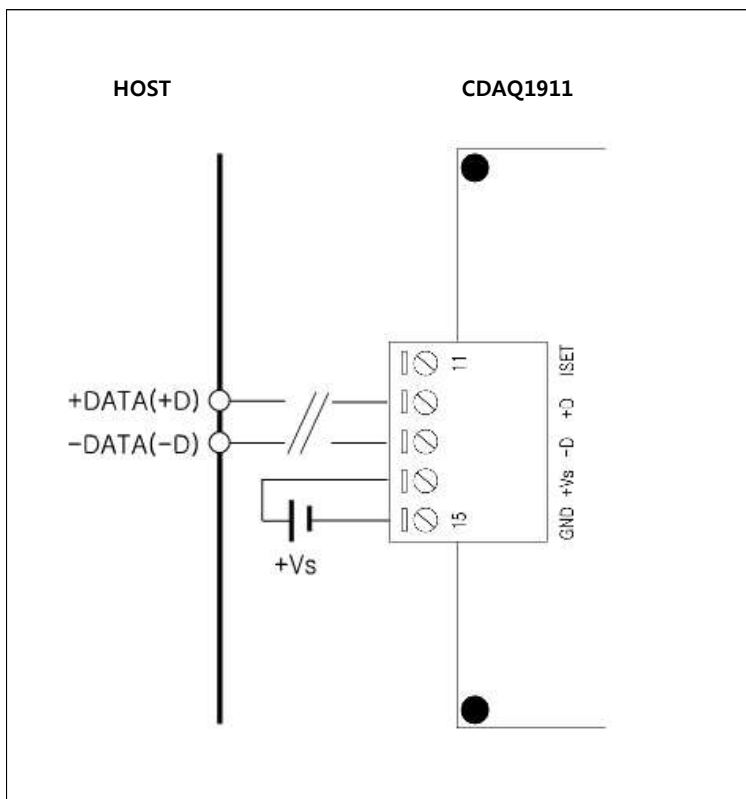 HOST
CDAQ1911
11
ISET
+DATA(+D)
+D
-DATA(-D)
-D
+Vs
15
GND
+Vs